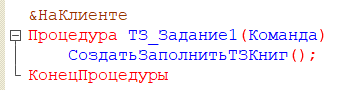 &НаКлиенте
Процедура ТЗ_Задание1(Команда)
СоздатьЗаполнитьТЗКниг();
КонецПроцедуры